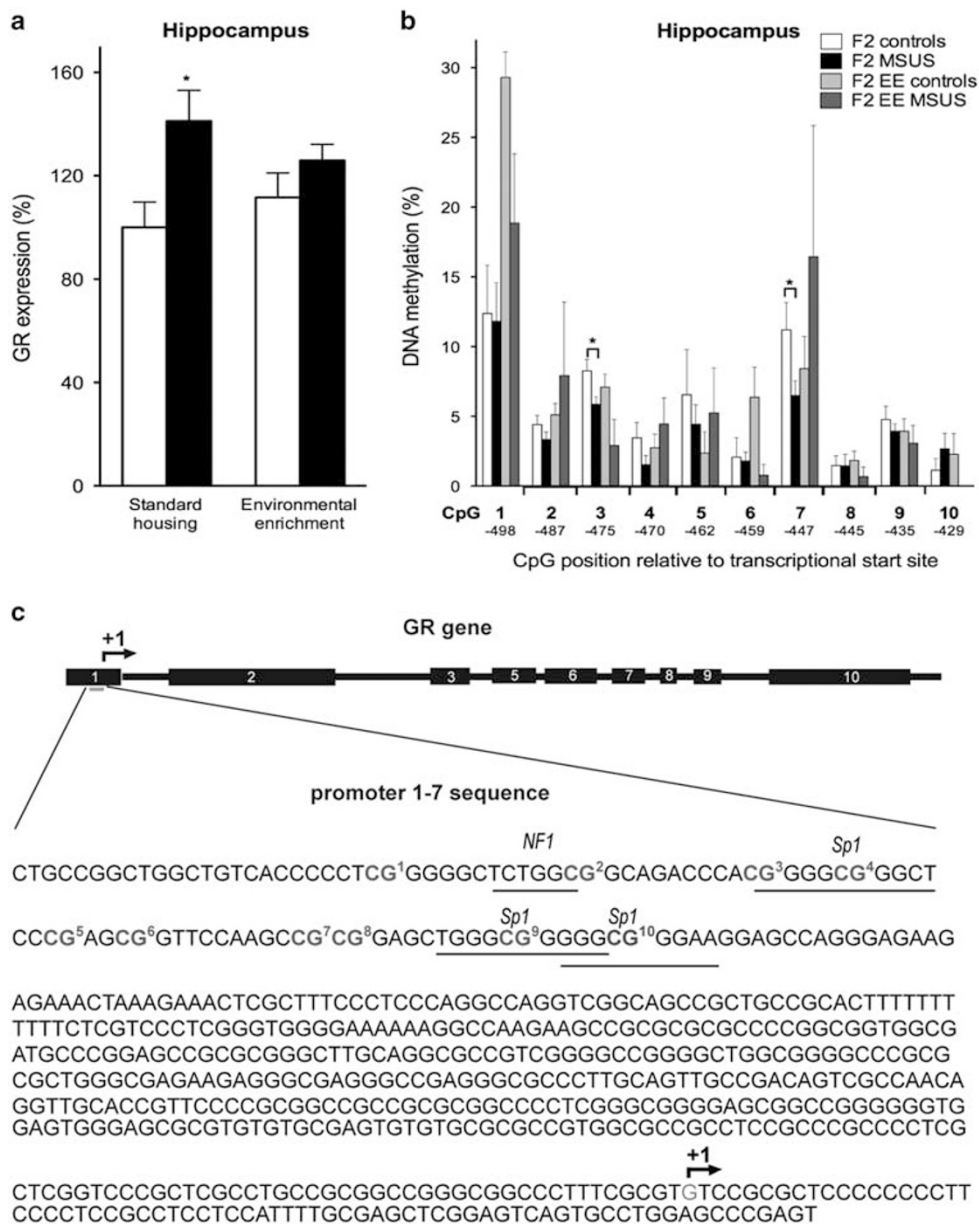 a
Hippocampus
GR expression (%)
160
120
80
40
0
*
Standard housing
Environmental enrichment
b
Hippocampus
F2 controls
F2 MSUS
F2 EE controls
F2 EE MSUS
DNA methylation (%)
30
25
20
15
10
5
0
*
*
CpG 1 2 3 4 5 6 7 8 9 10
-498 -487 -475 -470 -462 -459 -447 -445 -435 -429
CpG position relative to transcriptional start site
c
+1
GR gene
1 2 3 5 6 7 8 9 10
promoter 1-7 sequence
NF1 Sp1
CTGCCGGCTGGCTGTCACCCCCTCG¹GGGGCTCTGGCG²GCAGACCCACG³GGGCG⁴GGCT
Sp1 Sp1
CCCG⁵AGCG⁶GTTCCAAGCCG⁷CG⁸GAGCTGGGCG⁹GGGGCG¹⁰GGAAGGAGCCAGGGAGAAG
AGAAACTAAAGAAACTCGCTTTCCCTCCCAGGCCAGGTCGGCAGCCGCTGCCGCACTTTTTTT
TTTTCTCGTCCCTCGGGTGGGGAAAAAAGGCCAAGAAGCCGCGCGCGCCCCGGCGGTGGCG
ATGCCCGGAGCCGCGCGGGCTTGCAGGCGCCGTCGGGGCCGGGGCTGGCGGGGCCCGCG
CGCTGGGCGAGAAGAGGGCGAGGGCCGAGGGCGCCCTTGCAGTTGCCGACAGTCGCCAACA
GGTTGCACCGTTCCCCGCGGCCGCCGCGCGGCCCCTCGGGCGGGGAGCGGCCGGGGGGTG
GAGTGGGAGCGCGTGTGTGCGAGTGTGTGCGCGCCGTGGCGCCGCCTCCGCCCGCCCCTCG
+1
CTCGGTCCCGCTCGCCTGCCGCGGCCGGGCGGCCCTTTCGCGTGTCCGCGCTCCCCCCCCTT
CCCCTCCGCCTCCTCCATTTTGCGAGCTCGGAGTCAGTGCCTGGAGCCCGAGT